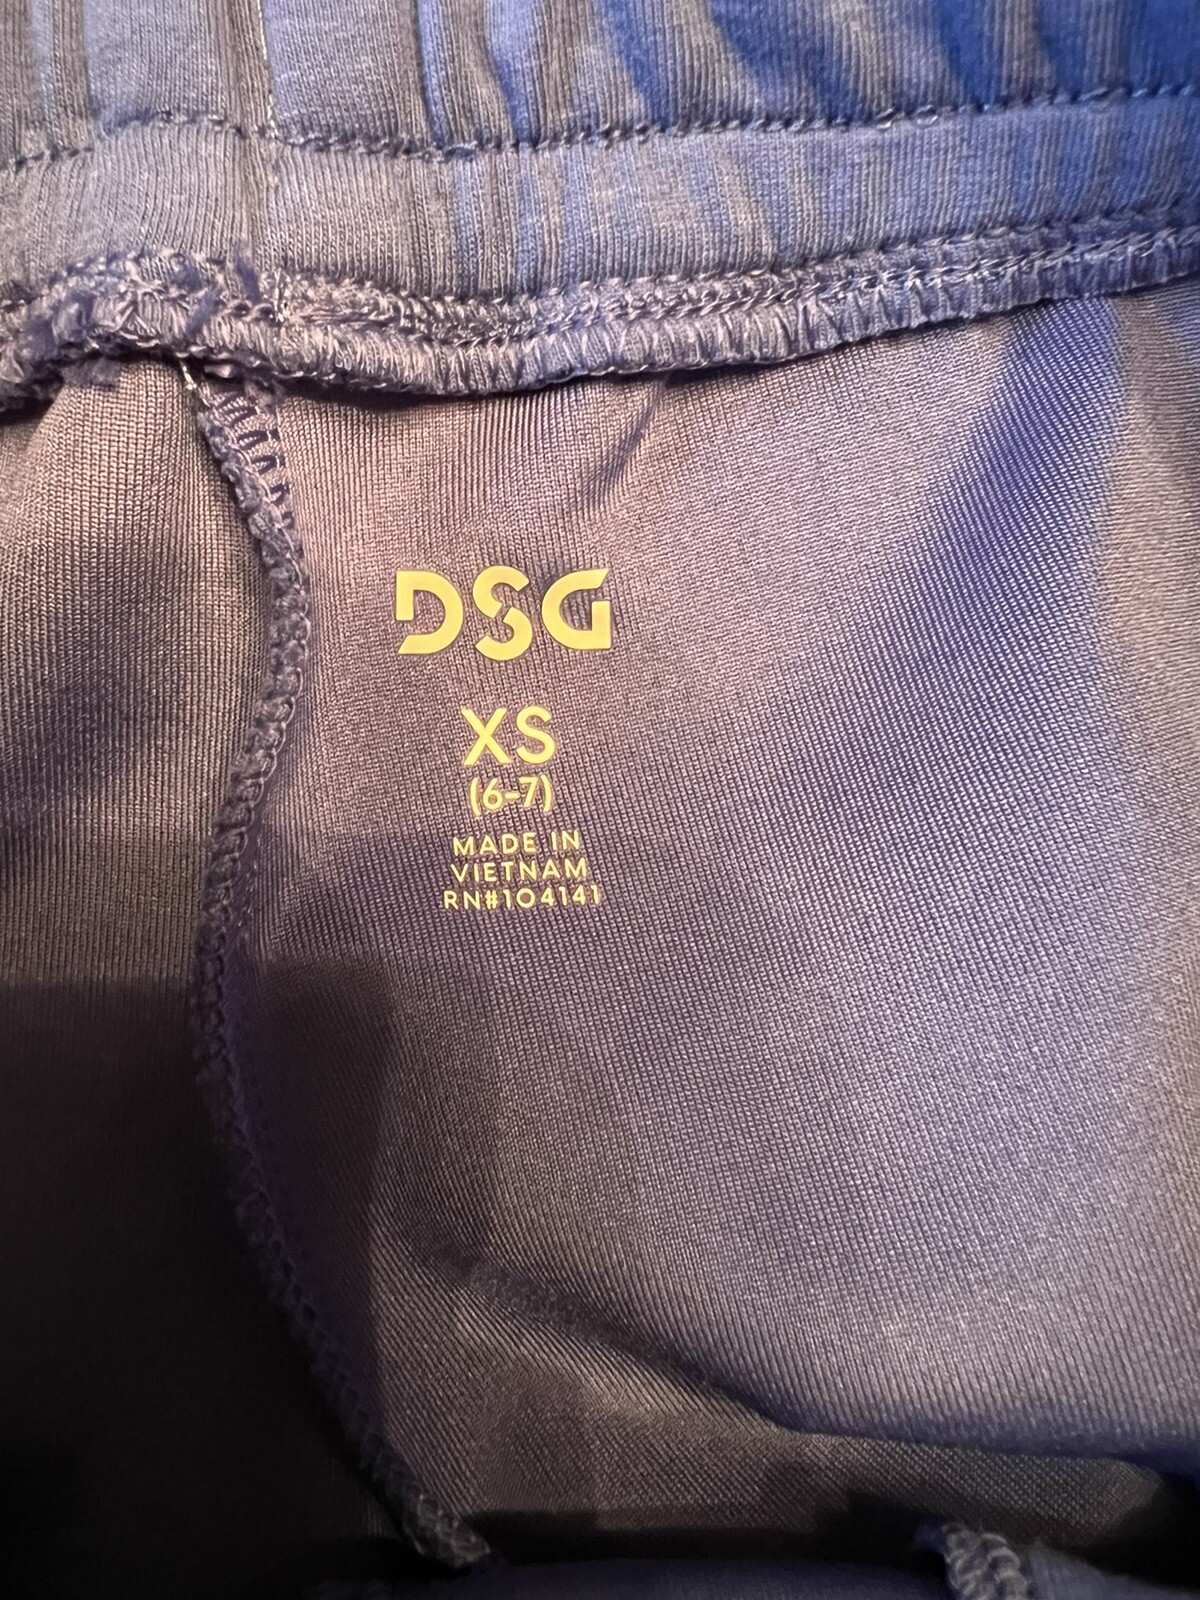 DSG
XS
(6-7)
MADE IN
VIETNAM
RN#104141